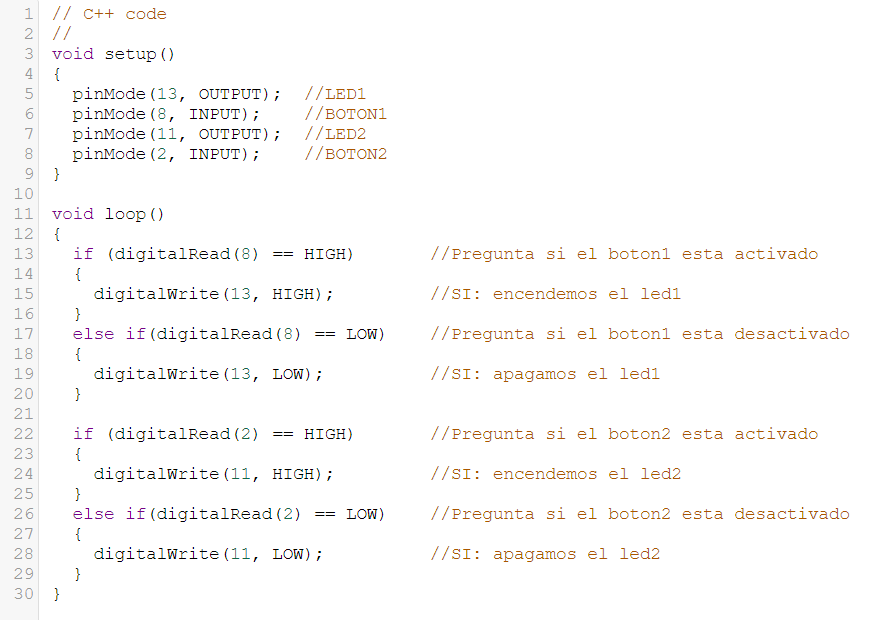 1 // C++ code
2 //
3 void setup()
4 {
5   pinMode(13, OUTPUT);  //LED1
6   pinMode(8, INPUT);    //BOTON1
7   pinMode(11, OUTPUT);  //LED2
8   pinMode(2, INPUT);    //BOTON2
9 }
10
11 void loop()
12 {
13   if (digitalRead(8) == HIGH)       //Pregunta si el boton1 esta activado
14   {
15     digitalWrite(13, HIGH);         //SI: encendemos el led1
16   }
17   else if(digitalRead(8) == LOW)    //Pregunta si el boton1 esta desactivado
18   {
19     digitalWrite(13, LOW);          //SI: apagamos el led1
20   }
21
22   if (digitalRead(2) == HIGH)       //Pregunta si el boton2 esta activado
23   {
24     digitalWrite(11, HIGH);         //SI: encendemos el led2
25   }
26   else if(digitalRead(2) == LOW)    //Pregunta si el boton2 esta desactivado
27   {
28     digitalWrite(11, LOW);          //SI: apagamos el led2
29   }
30 }